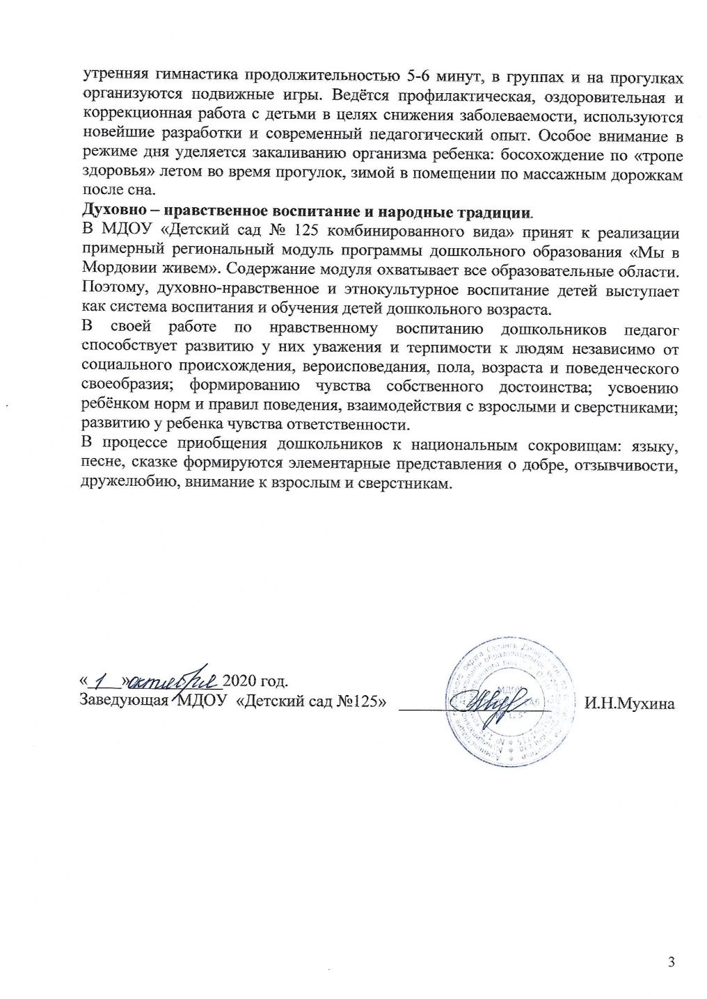 утренняя гимнастика продолжительностью 5-6 минут, в группах и на прогулках
организуются подвижные игры. Ведётся профилактическая, оздоровительная и
коррекционная работа с детьми в целях снижения заболеваемости, используются
новейшие разработки и современный педагогический опыт. Особое внимание в
режиме дня уделяется закаливанию организма ребенка: босохождение по «тропе
здоровья» летом во время прогулок, зимой в помещении по массажным дорожкам
после сна.
Духовно – нравственное воспитание и народные традиции.
В МДОУ «Детский сад № 125 комбинированного вида» принят к реализации
примерный региональный модуль программы дошкольного образования «Мы в
Мордовии живем». Содержание модуля охватывает все образовательные области.
Поэтому, духовно-нравственное и этнокультурное воспитание детей выступает
как система воспитания и обучения детей дошкольного возраста.
В своей работе по нравственному воспитанию дошкольников педагог
способствует развитию у них уважения и терпимости к людям независимо от
социального происхождения, вероисповедания, пола, возраста и поведенческого
своеобразия; формированию чувства собственного достоинства; усвоению
ребёнком норм и правил поведения, взаимодействия с взрослыми и сверстниками;
развитию у ребенка чувства ответственности.
В процессе приобщения дошкольников к национальным сокровищам: языку,
песне, сказке формируются элементарные представления о добре, отзывчивости,
дружелюбию, внимание к взрослым и сверстникам.
«1» октября 2020 год.
Заведующая МДОУ «Детский сад №125» И.Н.Мухина
МДОУ
3